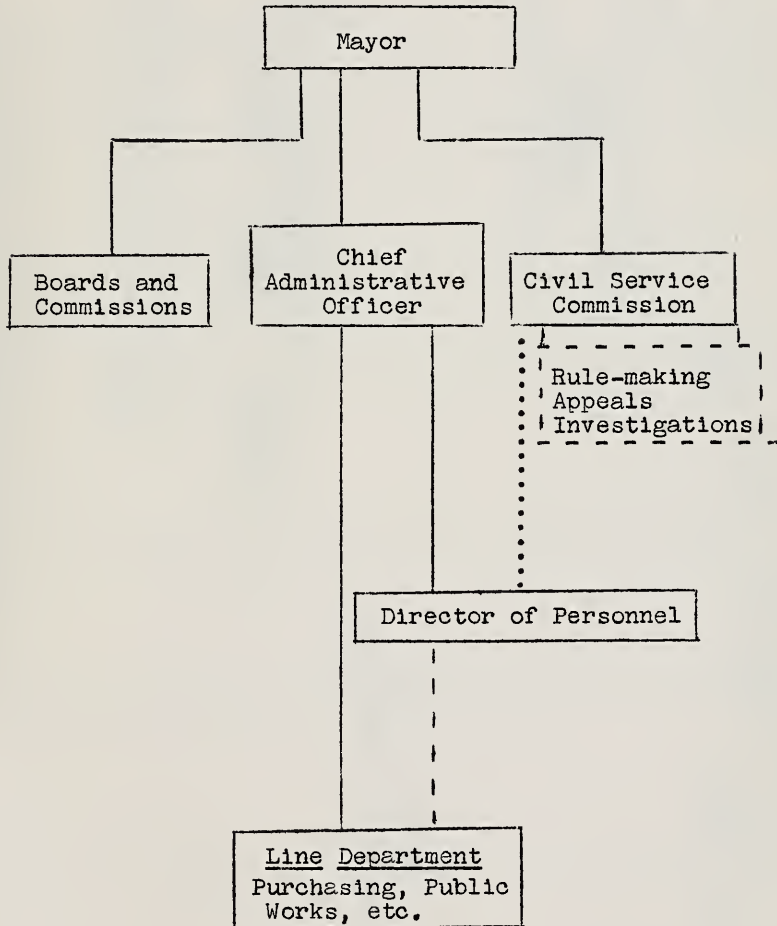 Mayor
Boards and
Commissions
Chief
Administrative
Officer
Civil Service
Commission
Rule-making
Appeals
Investigations
Director of Personnel
Line Department
Purchasing, Public
Works, etc.